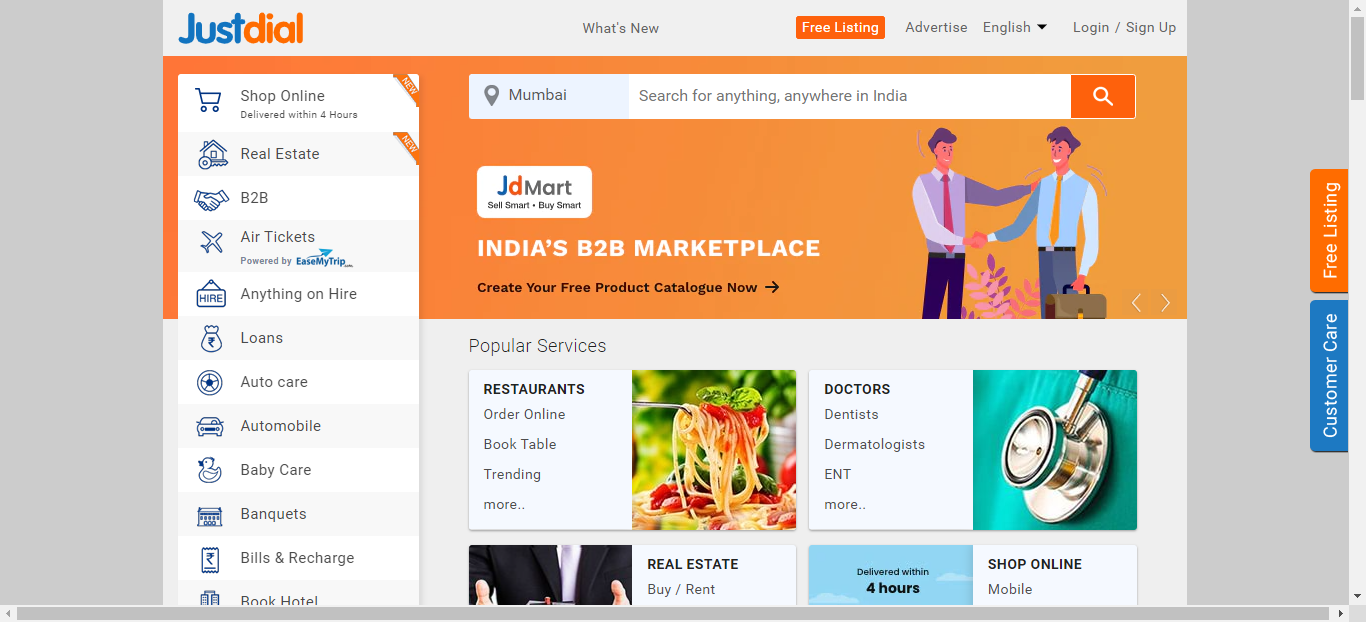 Justdial
What's New
Free Listing
Advertise
English
Login / Sign Up
Mumbai
Search for anything, anywhere in India
Shop Online
Delivered within 4 Hours
NEW
Real Estate
NEW
B2B
Air Tickets
Powered by EaseMyTrip.com
Anything on Hire
HIRE
Loans
Auto care
Automobile
Baby Care
Banquets
Bills & Recharge
Book Hotel
JdMart
Sell Smart • Buy Smart
INDIA'S B2B MARKETPLACE
Create Your Free Product Catalogue Now
Popular Services
RESTAURANTS
Order Online
Book Table
Trending
more..
DOCTORS
Dentists
Dermatologists
ENT
more..
REAL ESTATE
Buy / Rent
Delivered within
4 hours
SHOP ONLINE
Mobile
Free Listing
Customer Care